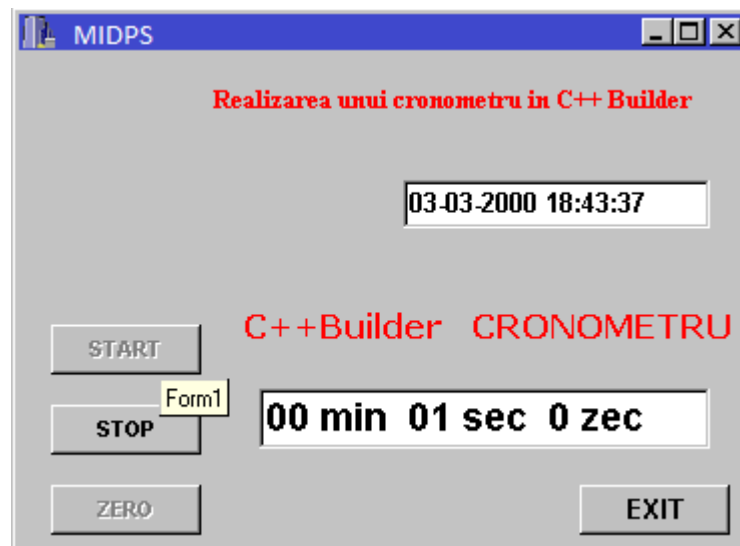 MIDPS
Realizarea unui cronometru in C++ Builder
03-03-2000 18:43:37
C++Builder CRONOMETRU
START
Form1
STOP
00 min 01 sec 0 zec
ZERO
EXIT